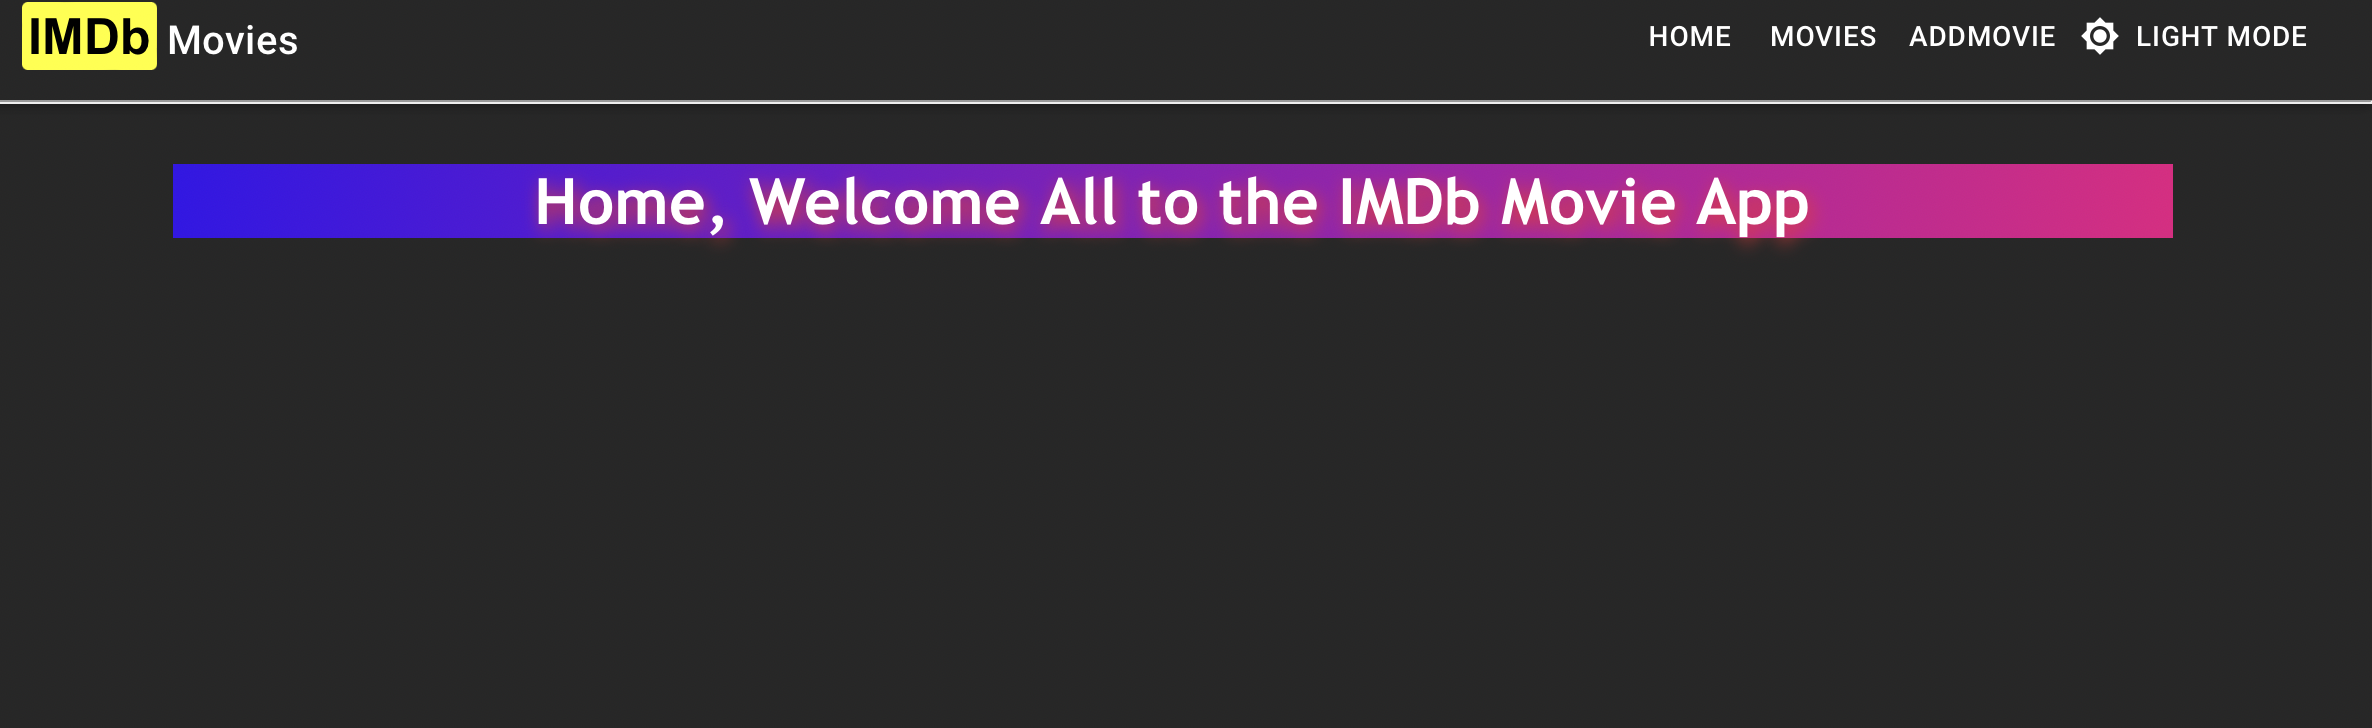 IMDb Movies HOME MOVIES ADDMOVIE LIGHT MODE
Home, Welcome All to the IMDb Movie App